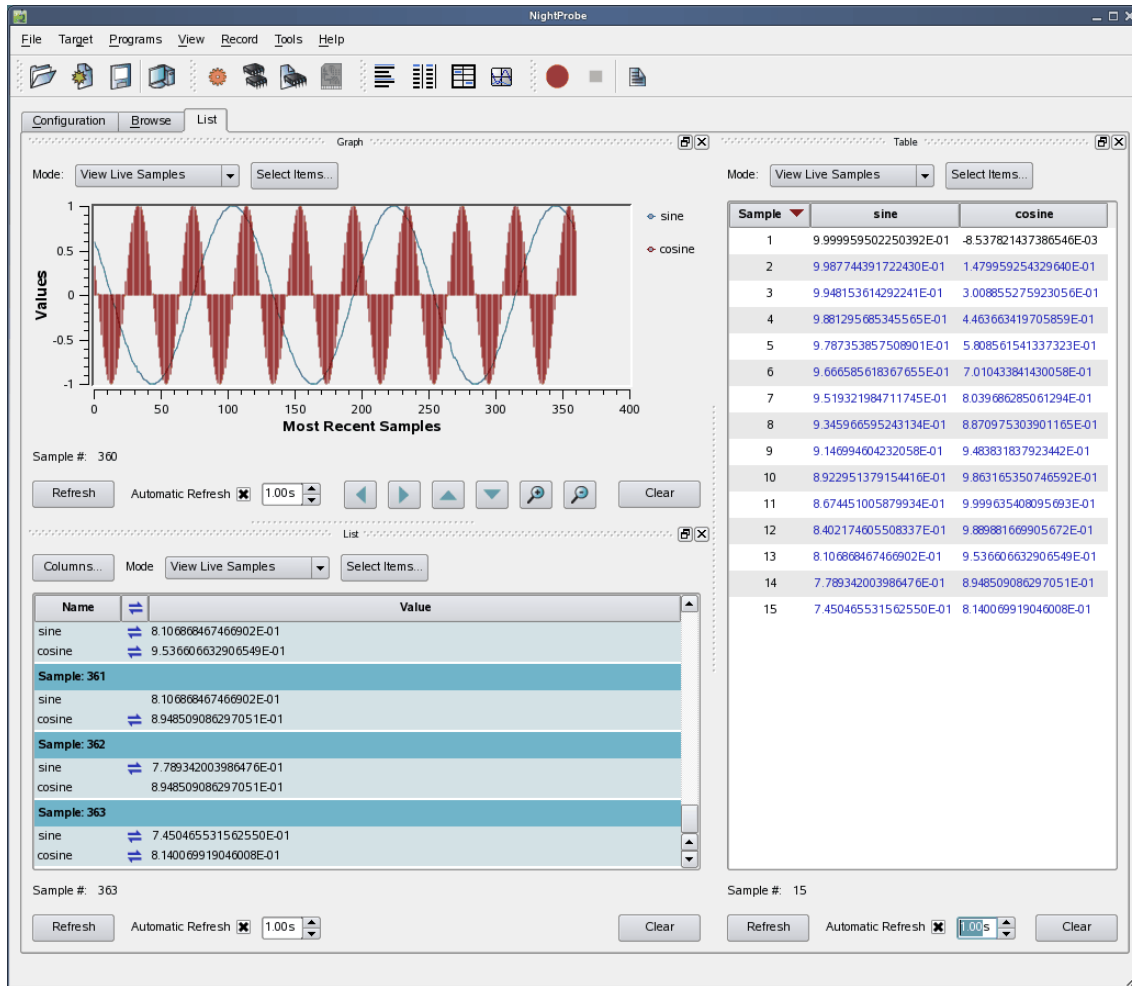 NightProbe
File Target Programs View Record Tools Help
Configuration Browse List
Graph
Mode: View Live Samples Select Items...
1
0.5
0
-0.5
-1
Values
0 50 100 150 200 250 300 350 400
Most Recent Samples
sine
cosine
Sample #: 360
Refresh Automatic Refresh 1.00s Clear
List
Columns... Mode View Live Samples Select Items...
Name Value
sine 8.106868467466902E-01
cosine 9.536606632906549E-01
Sample: 361
sine 8.106868467466902E-01
cosine 8.948509086297051E-01
Sample: 362
sine 7.789342003986476E-01
cosine 8.948509086297051E-01
Sample: 363
sine 7.450465531562550E-01
cosine 8.140069919046008E-01
Sample #: 363
Refresh Automatic Refresh 1.00s Clear
Table
Mode: View Live Samples Select Items...
Sample sine cosine
1 9.999959502250392E-01 -8.537821437386546E-03
2 9.987744391722430E-01 1.479959254329640E-01
3 9.948153614292241E-01 3.008855275923056E-01
4 9.881295685345565E-01 4.463663419705859E-01
5 9.787353857508901E-01 5.808561541337323E-01
6 9.666585618367655E-01 7.010433841430058E-01
7 9.519321984711745E-01 8.039686285061294E-01
8 9.345966595243134E-01 8.870975303901165E-01
9 9.146994604232058E-01 9.483831837923442E-01
10 8.922951379154416E-01 9.863165350746592E-01
11 8.674451005879934E-01 9.999635408095693E-01
12 8.402174605508337E-01 9.889881669905672E-01
13 8.106868467466902E-01 9.536606632906549E-01
14 7.789342003986476E-01 8.948509086297051E-01
15 7.450465531562550E-01 8.140069919046008E-01
Sample #: 15
Refresh Automatic Refresh 1.00s Clear